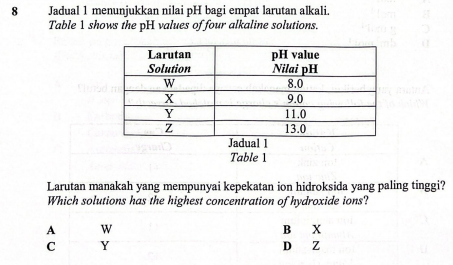 8 Jadual 1 menunjukkan nilai pH bagi empat larutan alkali.
Table 1 shows the pH values of four alkaline solutions.
Larutan pH value
Solution Nilai pH
W 8.0
X 9.0
Y 11.0
Z 13.0
Jadual 1
Table 1
Larutan manakah yang mempunyai kepekatan ion hidroksida yang paling tinggi?
Which solutions has the highest concentration of hydroxide ions?
A W B X
C Y D Z